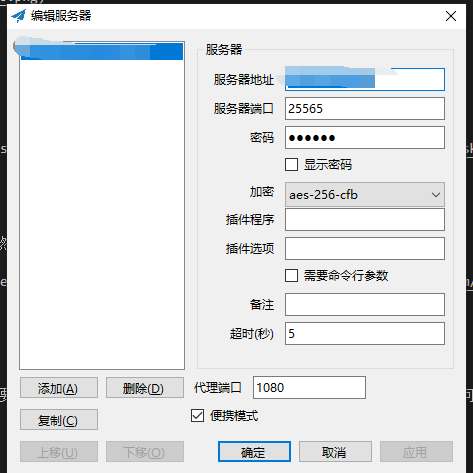 编辑服务器
服务器
服务器地址
服务器端口 25565
密码 ●●●●●●
显示密码
加密 aes-256-cfb
插件程序
插件选项
需要命令行参数
备注
超时(秒) 5
添加(A) 删除(D) 代理端口 1080
复制(C) 便携模式
上移(U) 下移(O) 确定 取消 应用